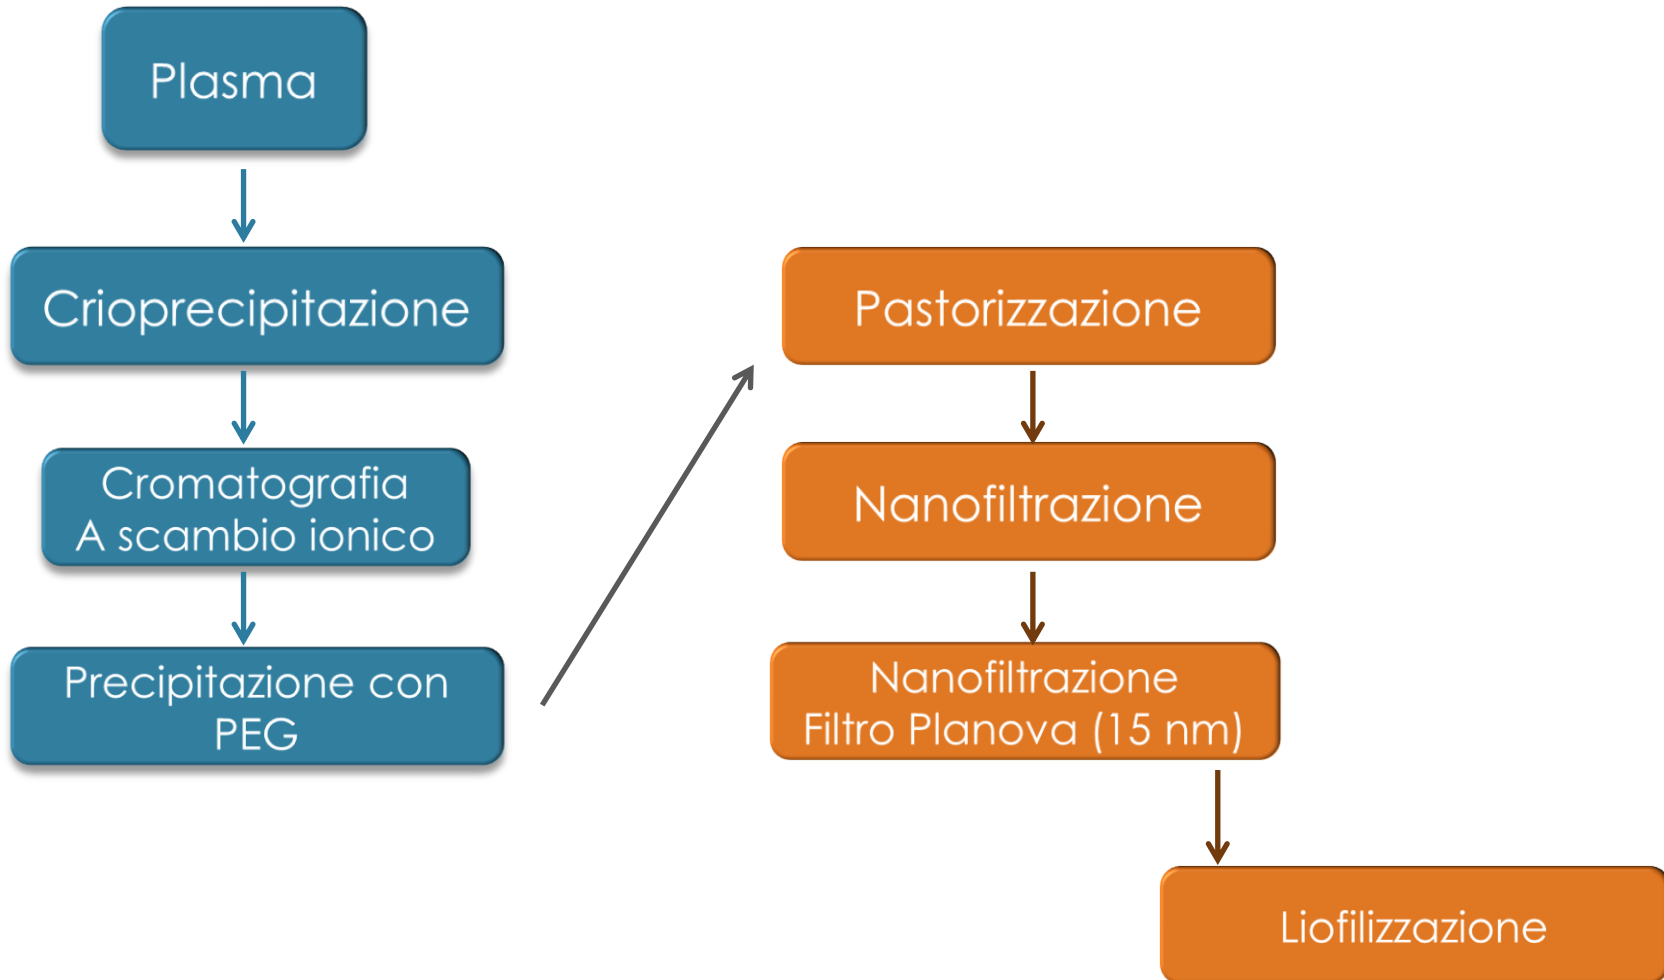 Plasma
Crioprecipitazione
Cromatografia
A scambio ionico
Precipitazione con
PEG
Pastorizzazione
Nanofiltrazione
Nanofiltrazione
Filtro Planova (15 nm)
Liofilizzazione